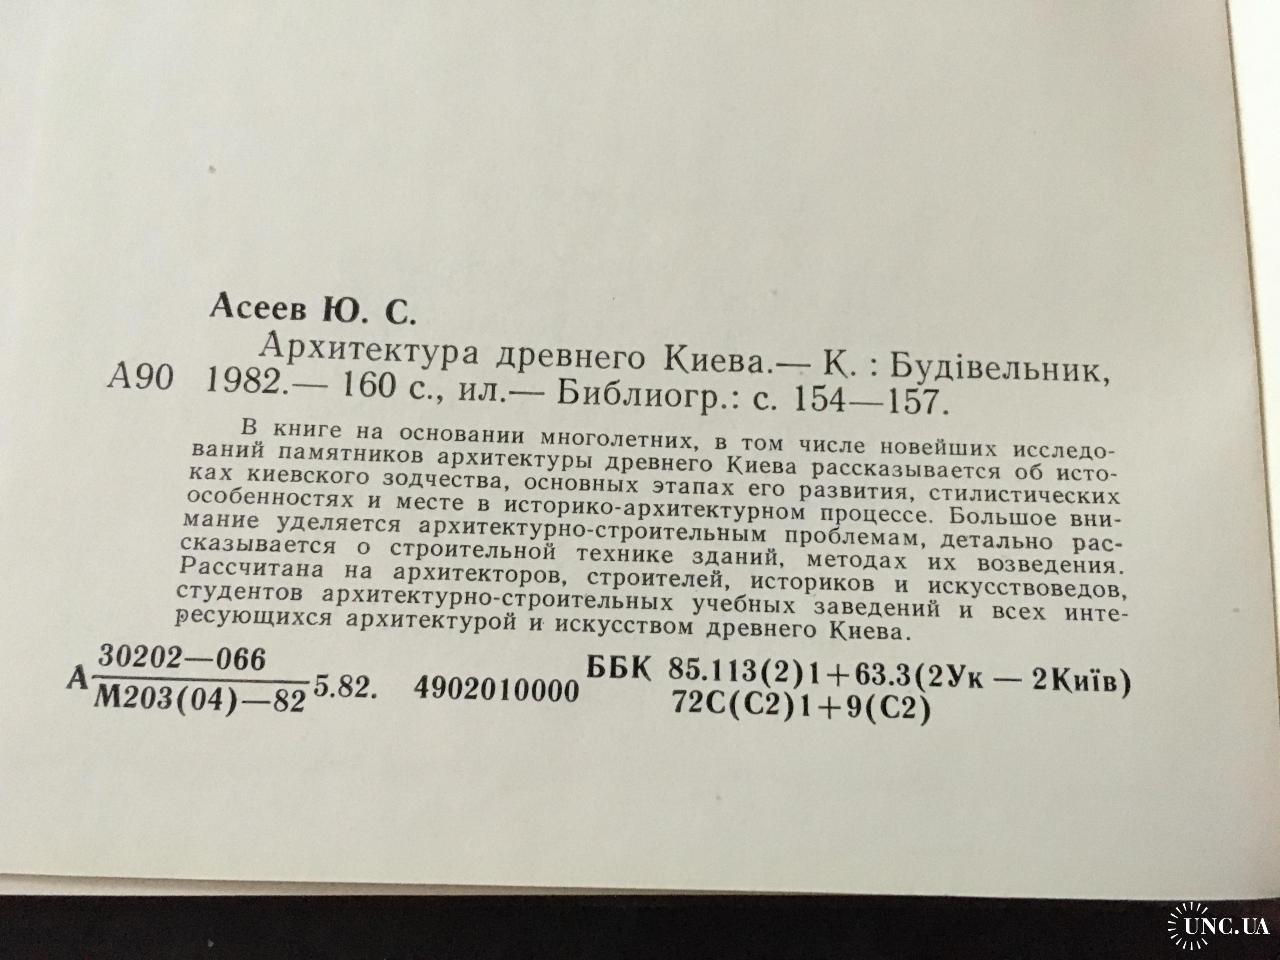 Асеев Ю. С.
Архитектура древнего Киева.— К. : Будівельник,
А90 1982.— 160 с., ил.— Библиогр.: с. 154—157.
В книге на основании многолетних, в том числе новейших исследо-
ваний памятников архитектуры древнего Киева рассказывается об исто-
ках киевского зодчества, основных этапах его развития, стилистических
особенностях и месте в историко-архитектурном процессе. Большое вни-
мание уделяется архитектурно-строительным проблемам, детально рас-
сказывается о строительной технике зданий, методах их возведения.
Рассчитана на архитекторов, строителей, историков и искусствоведов,
студентов архитектурно-строительных учебных заведений и всех инте-
ресующихся архитектурой и искусством древнего Киева.
А 30202—066
М203(04)—82 5.82. 4902010000 ББК 85.113(2)1+63.3(2Ук — 2Київ)
72С(С2)1+9(С2)
UNC.UA